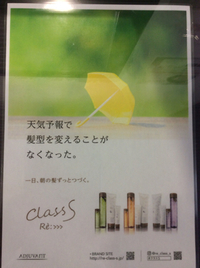 天気予報で
髪型を変えることが
なくなった。
一日、朝の髪ずっとつづく。
classS
Re:>>>